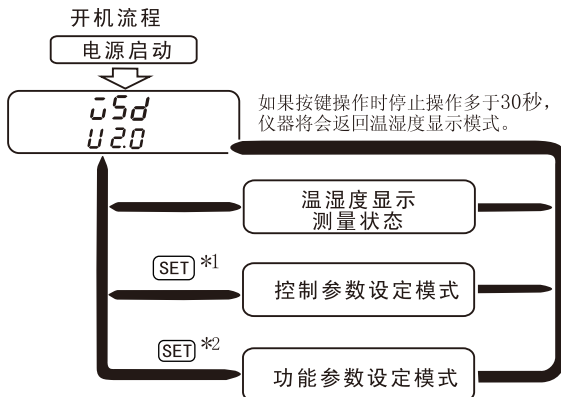 开机流程
电源启动
ūSd
U 2.0
如果按键操作时停止操作多于30秒，
仪器将会返回温湿度显示模式。
温湿度显示
测量状态
SET *1
控制参数设定模式
SET *2
功能参数设定模式